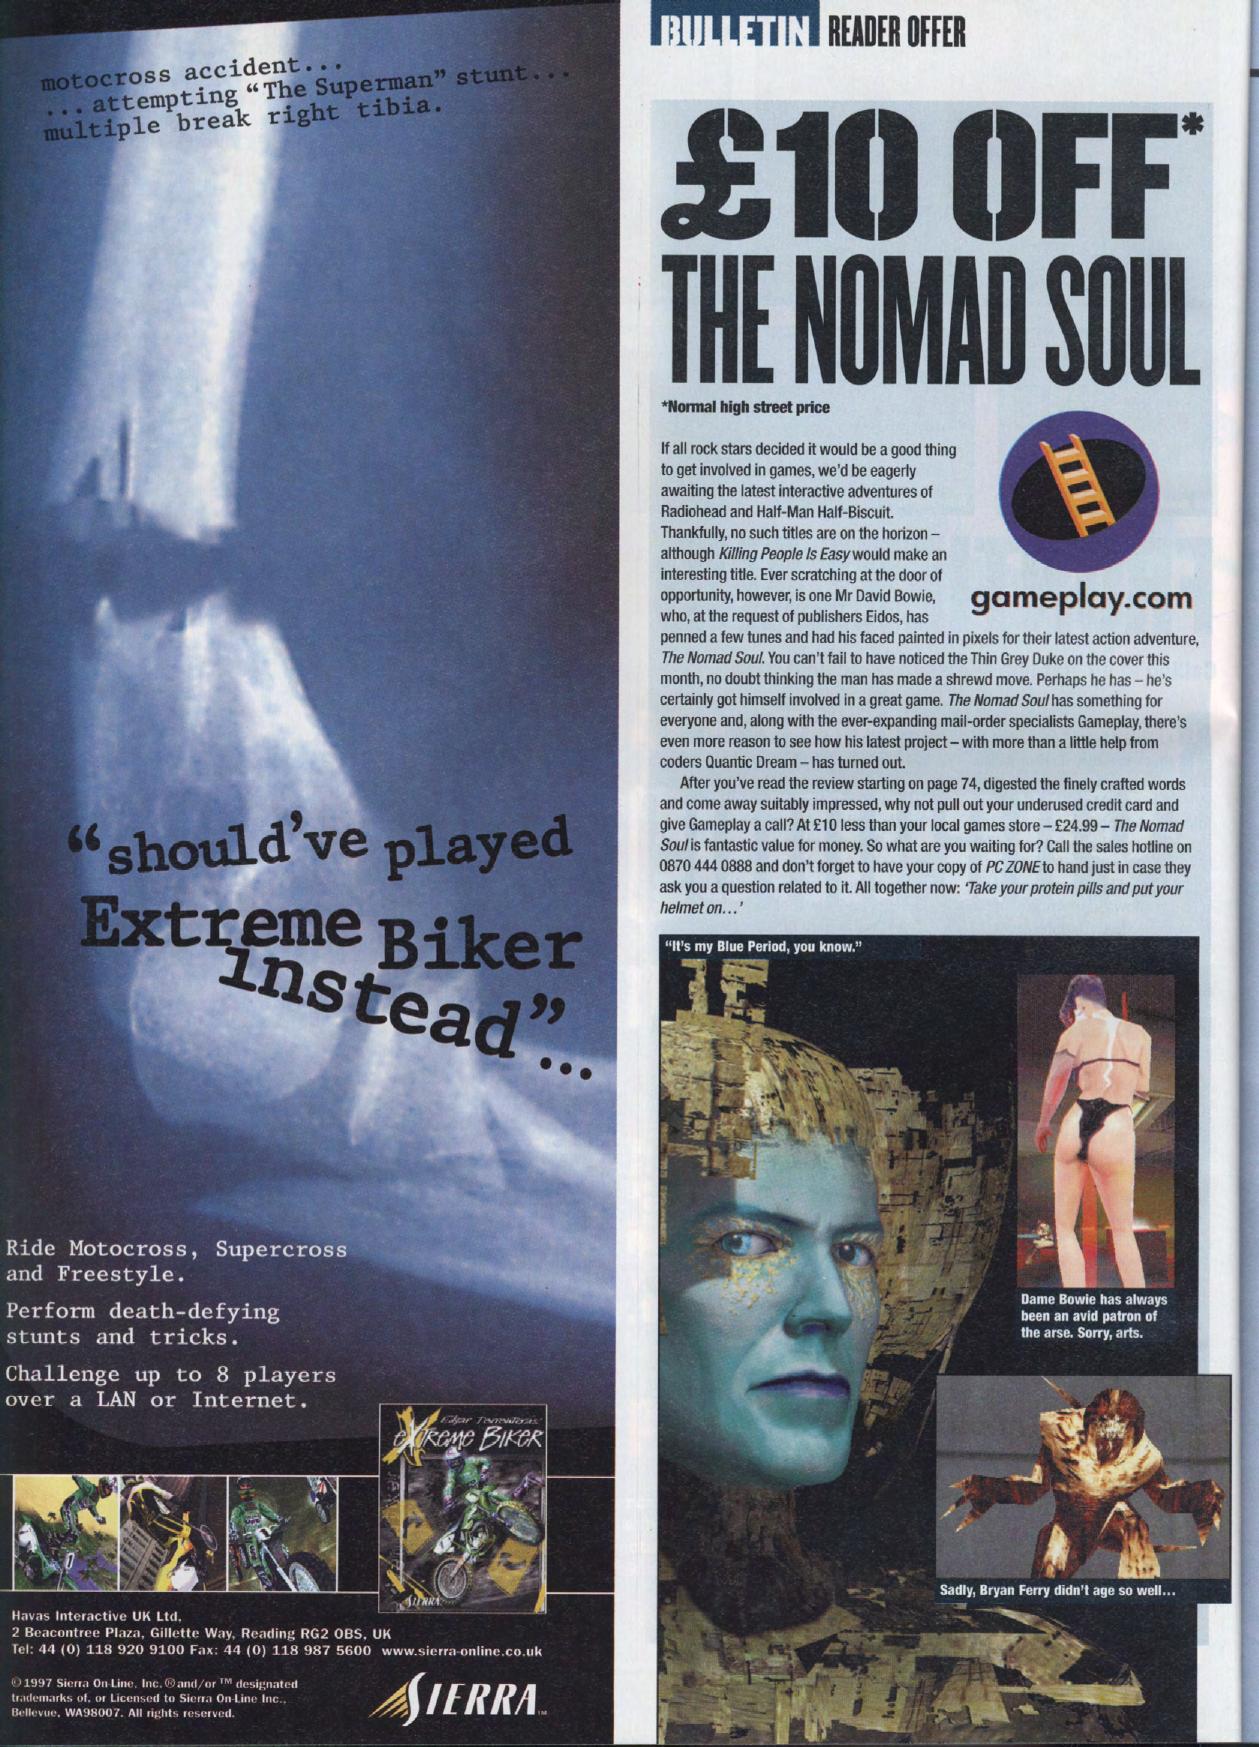 motocross accident...
...attempting “The Superman” stunt...
multiple break right tibia.
“should've played
Extreme Biker
instead”...
Ride Motocross, Supercross
and Freestyle.
Perform death-defying
stunts and tricks.
Challenge up to 8 players
over a LAN or Internet.
Edgar Torronteras'
eXtreme BIKER
SIERRA
Havas Interactive UK Ltd,
2 Beacontree Plaza, Gillette Way, Reading RG2 OBS, UK
Tel: 44 (0) 118 920 9100 Fax: 44 (0) 118 987 5600 www.sierra-online.co.uk
©1997 Sierra On-Line, Inc. ® and/or ™ designated
trademarks of, or Licensed to Sierra On-Line Inc.,
Bellevue, WA98007. All rights reserved.
SIERRA™
BULLETIN READER OFFER
£10 OFF*
THE NOMAD SOUL
*Normal high street price
If all rock stars decided it would be a good thing
to get involved in games, we'd be eagerly
awaiting the latest interactive adventures of
Radiohead and Half-Man Half-Biscuit.
Thankfully, no such titles are on the horizon –
although Killing People Is Easy would make an
interesting title. Ever scratching at the door of
opportunity, however, is one Mr David Bowie,
who, at the request of publishers Eidos, has
penned a few tunes and had his faced painted in pixels for their latest action adventure,
The Nomad Soul. You can't fail to have noticed the Thin Grey Duke on the cover this
month, no doubt thinking the man has made a shrewd move. Perhaps he has – he's
certainly got himself involved in a great game. The Nomad Soul has something for
everyone and, along with the ever-expanding mail-order specialists Gameplay, there's
even more reason to see how his latest project – with more than a little help from
coders Quantic Dream – has turned out.
After you've read the review starting on page 74, digested the finely crafted words
and come away suitably impressed, why not pull out your underused credit card and
give Gameplay a call? At £10 less than your local games store – £24.99 – The Nomad
Soul is fantastic value for money. So what are you waiting for? Call the sales hotline on
0870 444 0888 and don't forget to have your copy of PC ZONE to hand just in case they
ask you a question related to it. All together now: ‘Take your protein pills and put your
helmet on...’
gameplay.com
“It's my Blue Period, you know.”
Dame Bowie has always
been an avid patron of
the arse. Sorry, arts.
Sadly, Bryan Ferry didn't age so well...